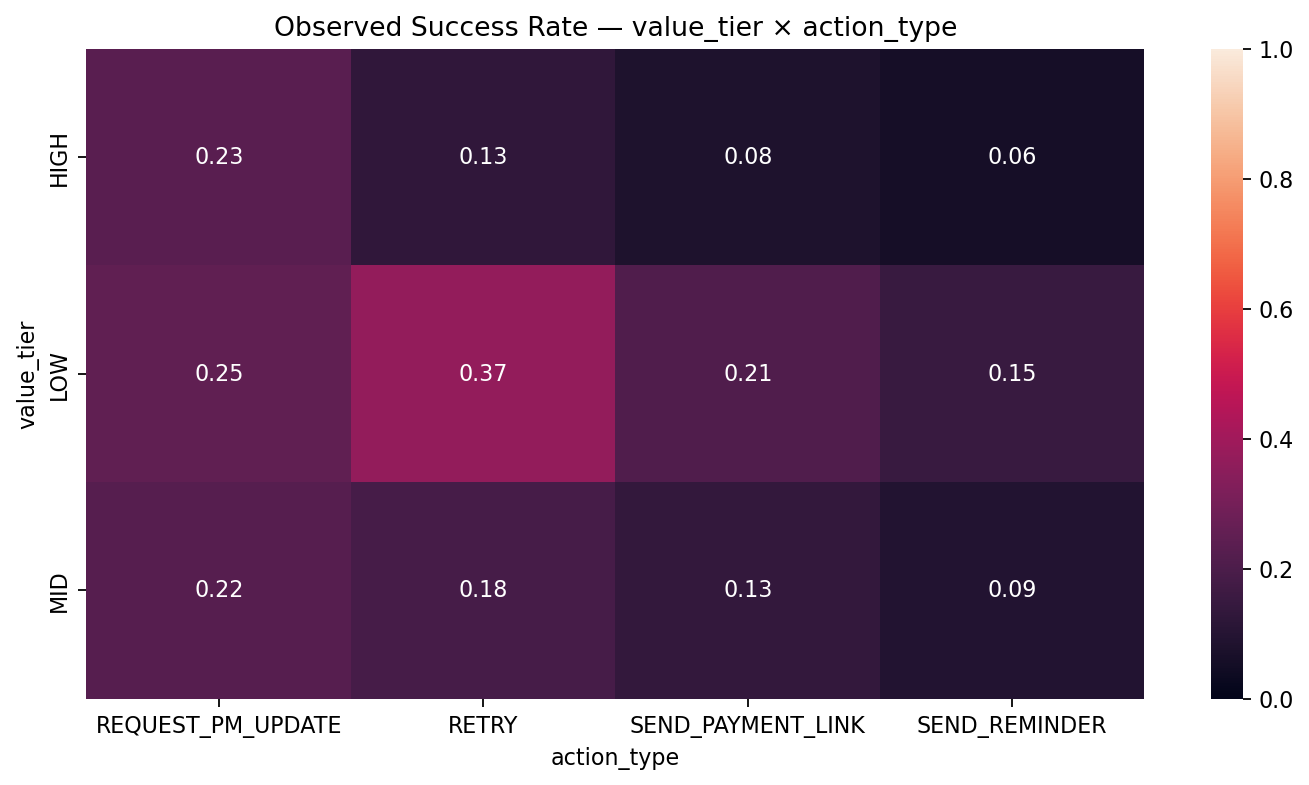 Observed Success Rate — value_tier × action_type
1.0
HIGH
0.23 0.13 0.08 0.06
0.8
0.6
value_tier
LOW
0.25 0.37 0.21 0.15
0.4
MID
0.22 0.18 0.13 0.09
0.2
0.0
REQUEST_PM_UPDATE RETRY SEND_PAYMENT_LINK SEND_REMINDER
action_type